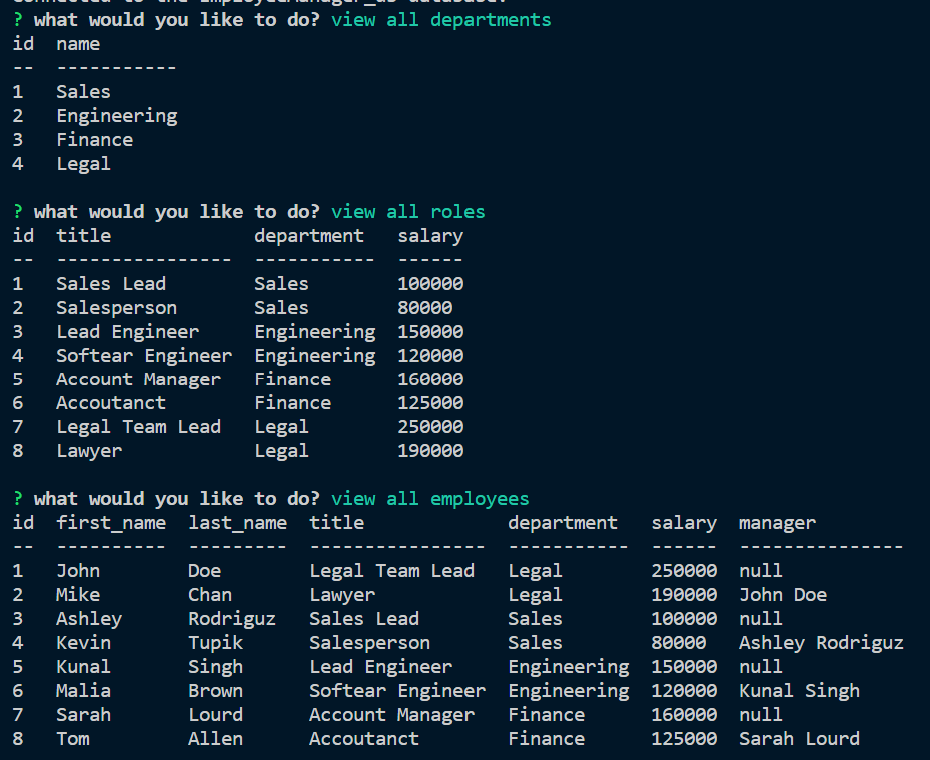 ? what would you like to do? view all departments
id  name
--  -----------
1   Sales
2   Engineering
3   Finance
4   Legal
? what would you like to do? view all roles
id  title             department   salary
--  ----------------  -----------  ------
1   Sales Lead        Sales        100000
2   Salesperson       Sales        80000
3   Lead Engineer     Engineering  150000
4   Softear Engineer  Engineering  120000
5   Account Manager   Finance      160000
6   Accoutanct        Finance      125000
7   Legal Team Lead   Legal        250000
8   Lawyer            Legal        190000
? what would you like to do? view all employees
id  first_name  last_name  title             department   salary  manager
--  ----------  ---------  ----------------  -----------  ------  ---------------
1   John        Doe        Legal Team Lead   Legal        250000  null
2   Mike        Chan       Lawyer            Legal        190000  John Doe
3   Ashley      Rodriguz   Sales Lead        Sales        100000  null
4   Kevin       Tupik      Salesperson       Sales        80000   Ashley Rodriguz
5   Kunal       Singh      Lead Engineer     Engineering  150000  null
6   Malia       Brown      Softear Engineer  Engineering  120000  Kunal Singh
7   Sarah       Lourd      Account Manager   Finance      160000  null
8   Tom         Allen      Accoutanct        Finance      125000  Sarah Lourd